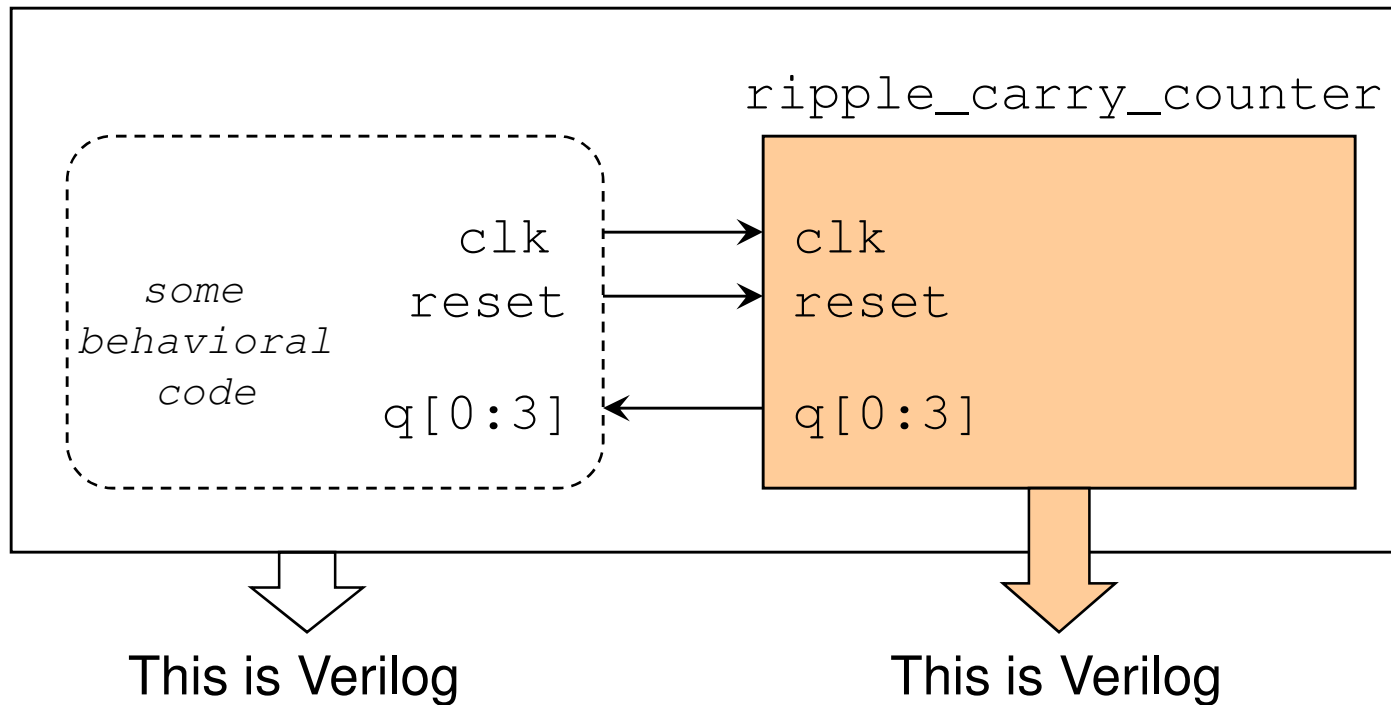 ripple_carry_counter
some
behavioral
code
clk
reset
q[0:3]
clk
reset
q[0:3]
This is Verilog
This is Verilog